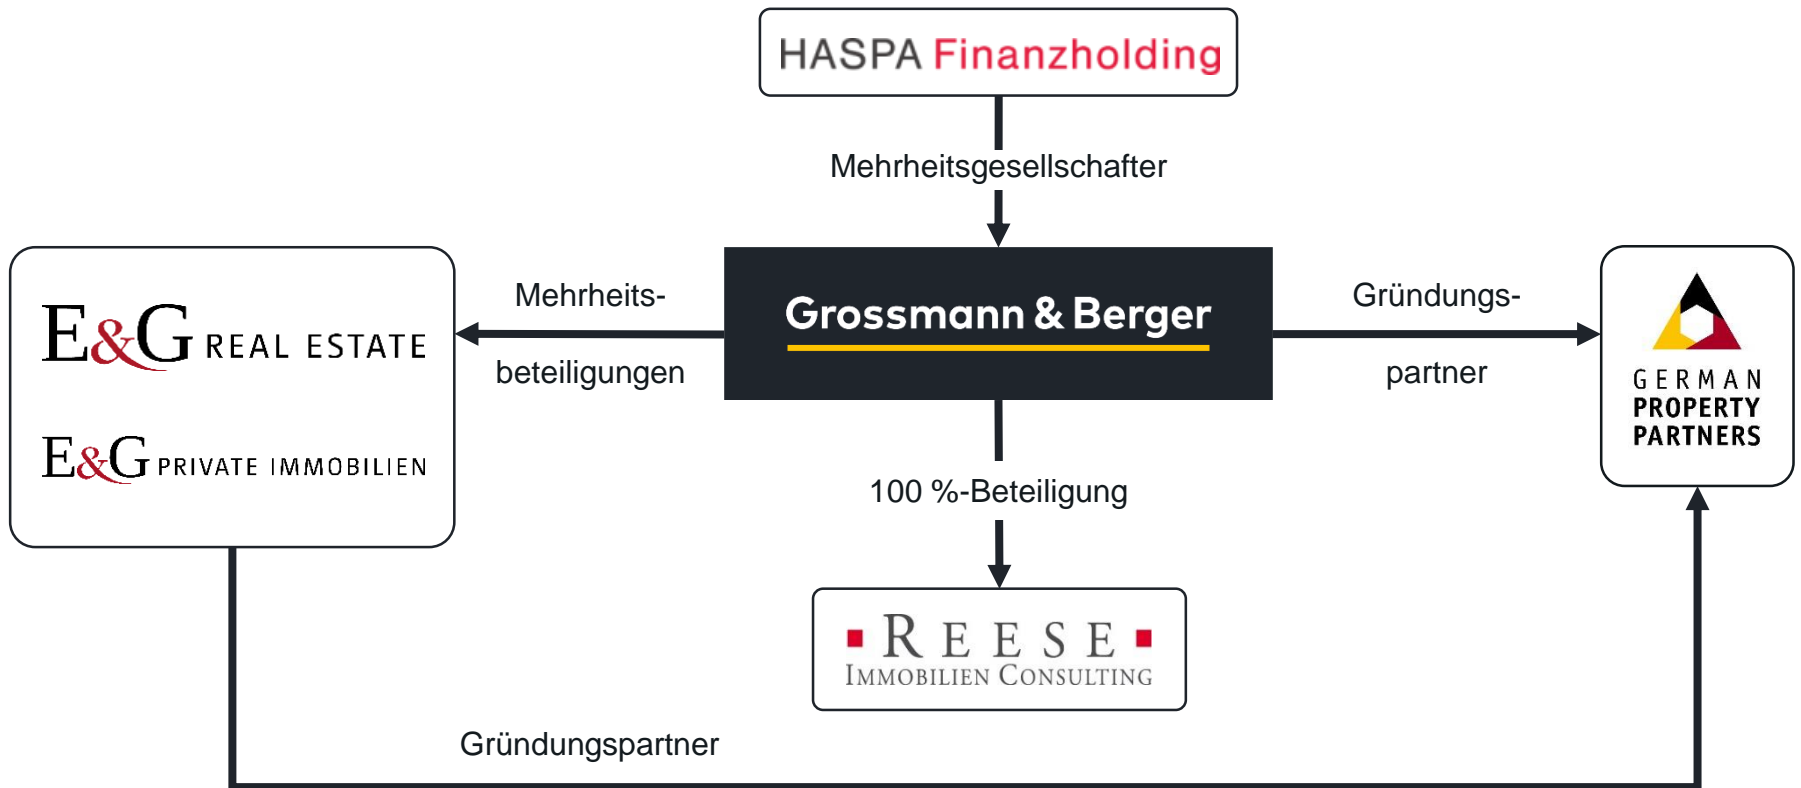 HASPA Finanzholding
Mehrheitsgesellschafter
E&G REAL ESTATE
E&G PRIVATE IMMOBILIEN
Mehrheits-
beteiligungen
Grossmann & Berger
Gründungs-
partner
GERMAN
PROPERTY
PARTNERS
100 %-Beteiligung
REESE
IMMOBILIEN CONSULTING
Gründungspartner